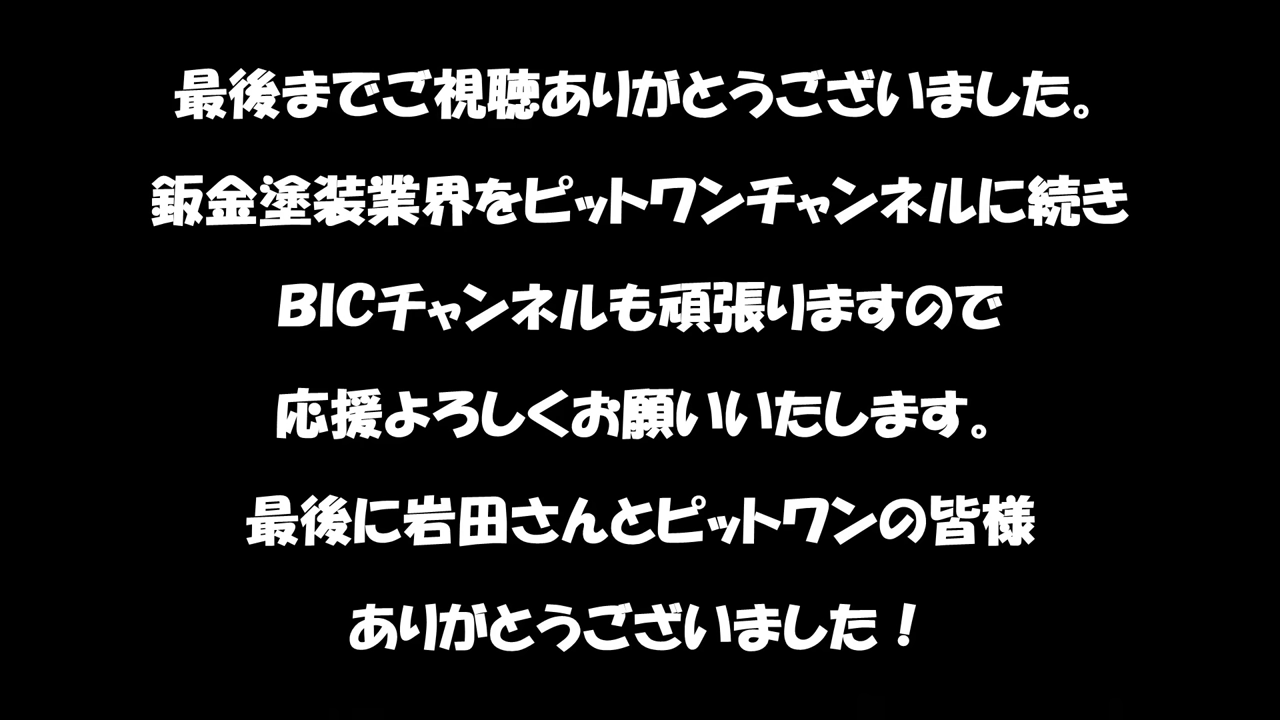 最後までご視聴ありがとうございました。
鈑金塗装業界をピットワンチャンネルに続き
BICチャンネルも頑張りますので
応援よろしくお願いいたします。
最後に岩田さんとピットワンの皆様
ありがとうございました！